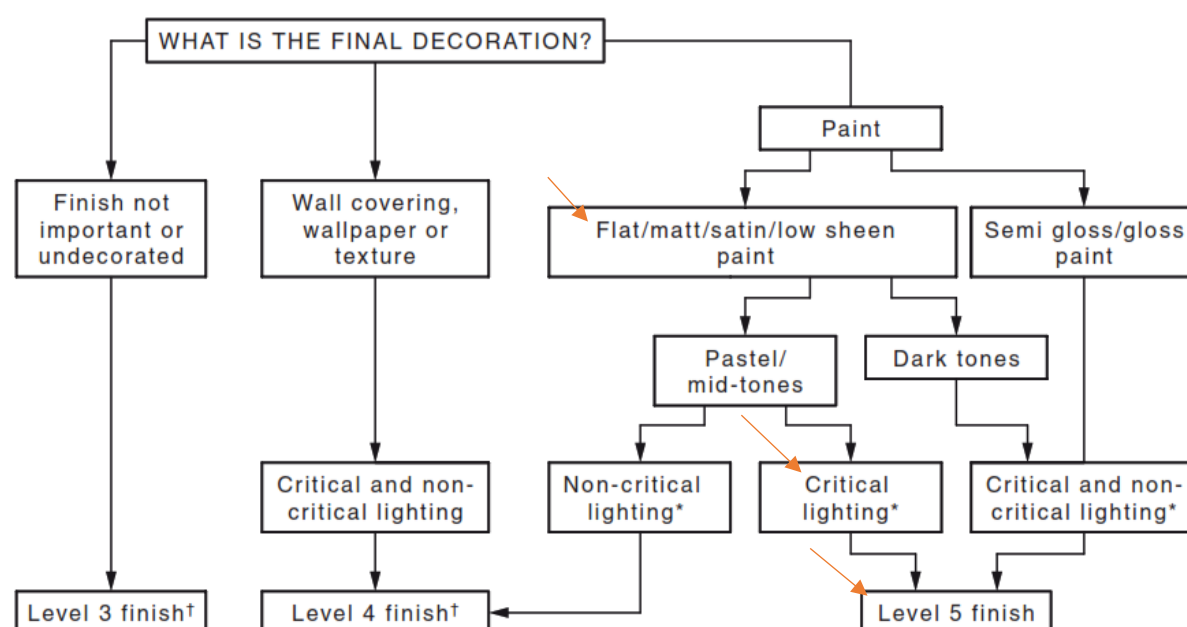 WHAT IS THE FINAL DECORATION?
Paint
Finish not
important or
undecorated
Wall covering,
wallpaper or
texture
Flat/matt/satin/low sheen
paint
Semi gloss/gloss
paint
Pastel/
mid-tones
Dark tones
Critical and non-
critical lighting
Non-critical
lighting*
Critical
lighting*
Critical and non-
critical lighting*
Level 3 finish†
Level 4 finish†
Level 5 finish